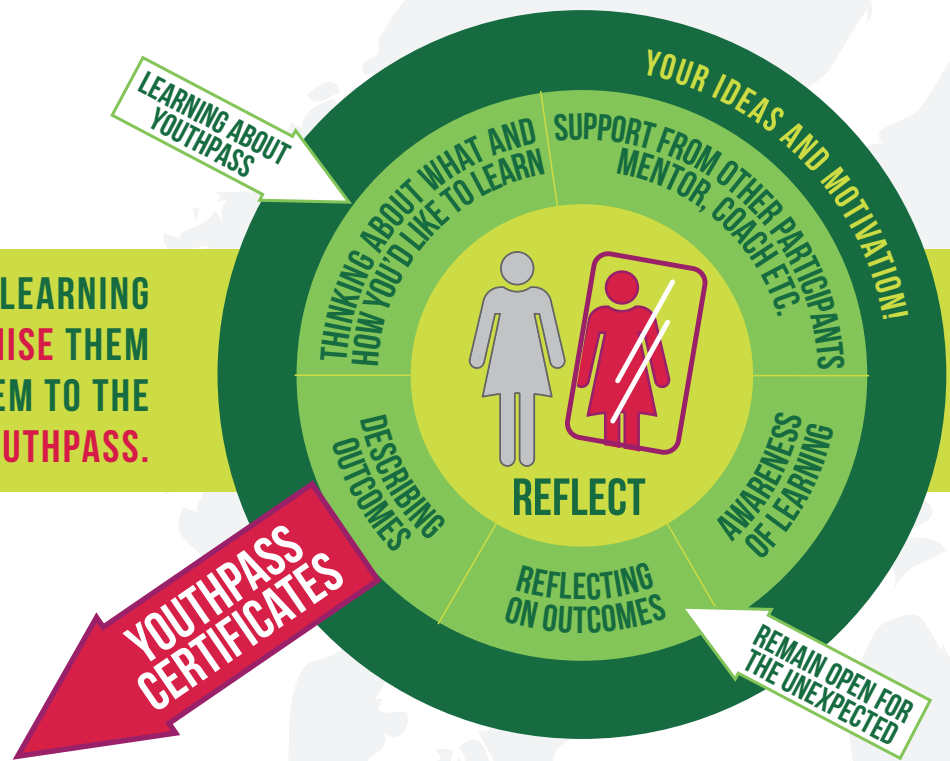 LEARNING ABOUT
YOUTHPASS
YOUR IDEAS AND MOTIVATION!
THINKING ABOUT WHAT AND
HOW YOU'D LIKE TO LEARN
SUPPORT FROM OTHER PARTICIPANTS
MENTOR, COACH ETC.
LEARNING
NISE THEM
EM TO THE
UTHPASS.
DESCRIBING
OUTCOMES
REFLECT
AWARENESS
OF LEARNING
REFLECTING
ON OUTCOMES
YOUTHPASS
CERTIFICATES
REMAIN OPEN FOR
THE UNEXPECTED